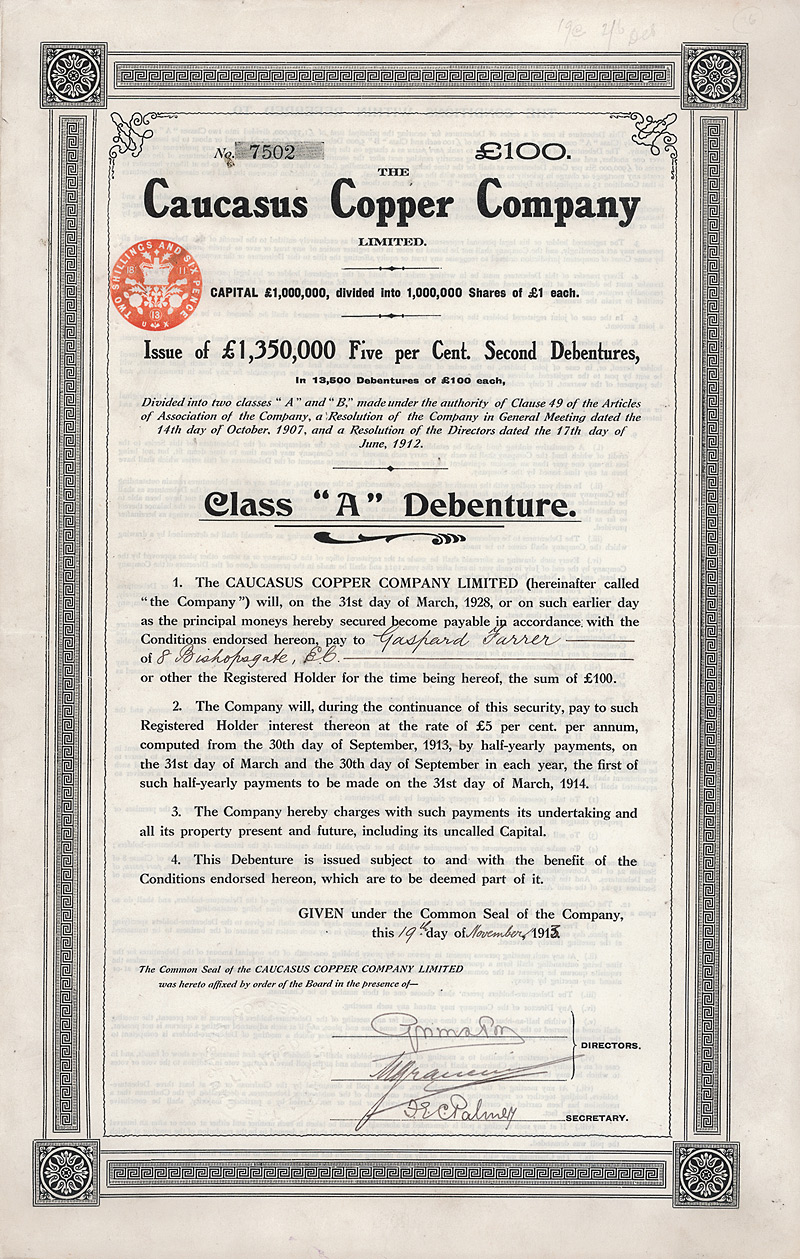 19@ 2/6
No. 7502 £100.
THE
Caucasus Copper Company
LIMITED.
TWO SHILLINGS AND SIX PENCE
18 11
13
CAPITAL £1,000,000, divided into 1,000,000 Shares of £1 each.
Issue of £1,350,000 Five per Cent. Second Debentures,
In 13,500 Debentures of £100 each,
Divided into two classes "A" and "B," made under the authority of Clause 49 of the Articles
of Association of the Company, a Resolution of the Company in General Meeting dated the
14th day of October, 1907, and a Resolution of the Directors dated the 17th day of
June, 1912.
Class "A" Debenture.
1. The CAUCASUS COPPER COMPANY LIMITED (hereinafter called
"the Company") will, on the 31st day of March, 1928, or on such earlier day
as the principal moneys hereby secured become payable in accordance with the
Conditions endorsed hereon, pay to Gaspard Farrer
of 8 Bishopsgate, E.C.
or other the Registered Holder for the time being hereof, the sum of £100.
2. The Company will, during the continuance of this security, pay to such
Registered Holder interest thereon at the rate of £5 per cent. per annum,
computed from the 30th day of September, 1913, by half-yearly payments, on
the 31st day of March and the 30th day of September in each year, the first of
such half-yearly payments to be made on the 31st day of March, 1914.
3. The Company hereby charges with such payments its undertaking and
all its property present and future, including its uncalled Capital.
4. This Debenture is issued subject to and with the benefit of the
Conditions endorsed hereon, which are to be deemed part of it.
GIVEN under the Common Seal of the Company,
this 19th day of November, 1913.
The Common Seal of the CAUCASUS COPPER COMPANY LIMITED
was hereto affixed by order of the Board in the presence of—
DIRECTORS.
F.E.C. Palmer
SECRETARY.